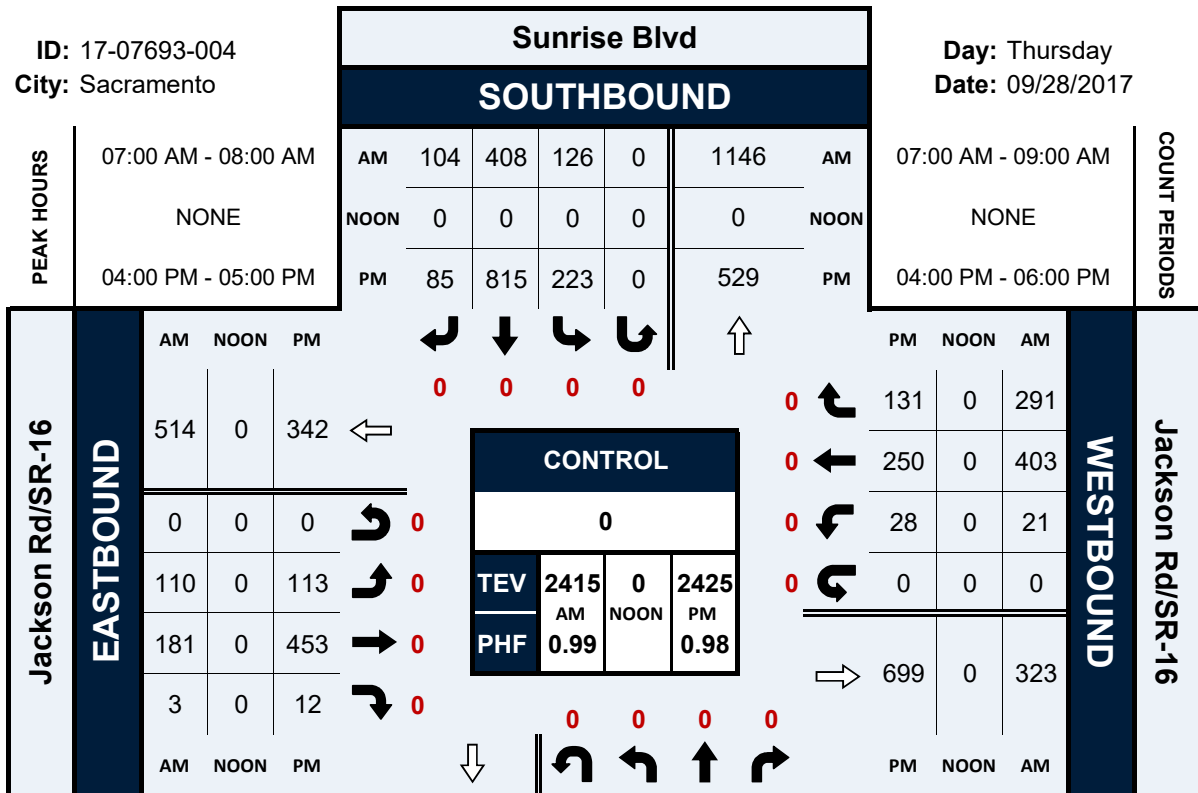 ID: 17-07693-004
City: Sacramento
Sunrise Blvd
SOUTHBOUND
Day: Thursday
Date: 09/28/2017
PEAK HOURS
07:00 AM - 08:00 AM
NONE
04:00 PM - 05:00 PM
AM 104 408 126 0 1146 AM
NOON 0 0 0 0 0 NOON
PM 85 815 223 0 529 PM
07:00 AM - 09:00 AM
NONE
04:00 PM - 06:00 PM
COUNT PERIODS
0 0 0 0
Jackson Rd/SR-16
EASTBOUND
AM NOON PM
514 0 342
0 0 0 0
110 0 113 0
181 0 453 0
3 0 12 0
AM NOON PM
CONTROL
0
TEV 2415 0 2425
AM NOON PM
PHF 0.99 0.98
PM NOON AM
0 131 0 291
0 250 0 403
0 28 0 21
0 0 0 0
699 0 323
PM NOON AM
WESTBOUND
Jackson Rd/SR-16
0 0 0 0